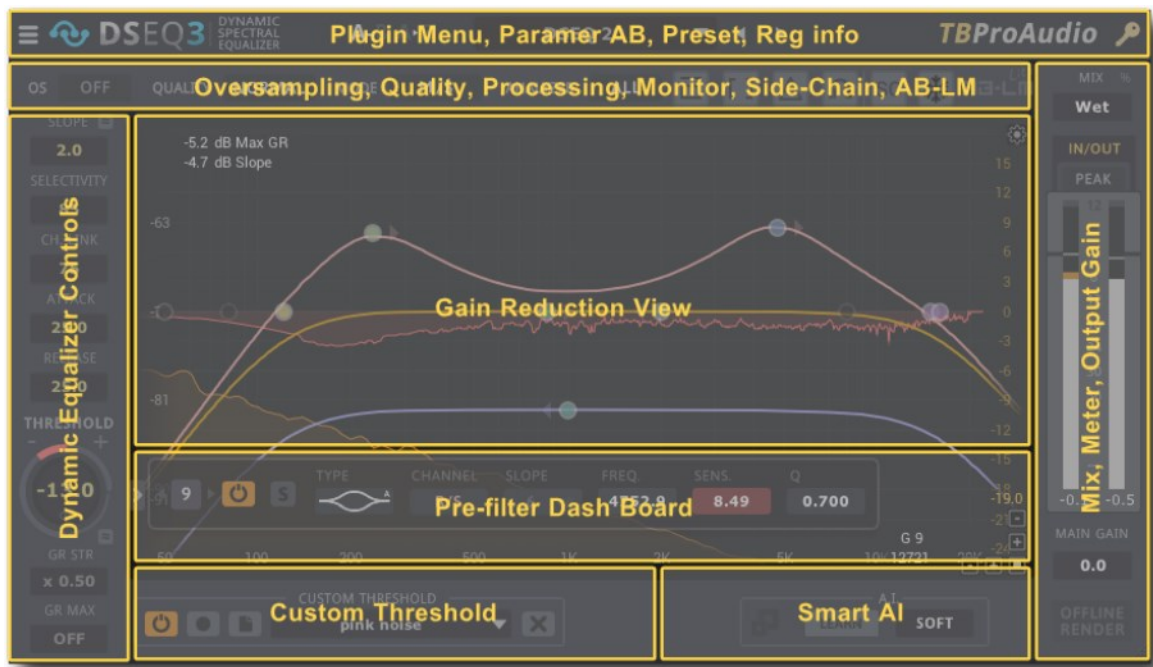 DSEQ3 DYNAMIC SPECTRAL EQUALIZER
Plugin Menu, Paramer AB, Preset, Reg info
TBProAudio
OS OFF
Oversampling, Quality, Processing, Monitor, Side-Chain, AB-LM
SLOPE
2.0
SELECTIVITY
ATTACK
RELEASE
THRESHOLD
- +
GR STR
x 0.50
GR MAX
OFF
Dynamic Equalizer Controls
-5.2 dB Max GR
-4.7 dB Slope
-63
-81
15
12
9
6
3
0
-3
-6
-9
-12
-15
-19,0
-21
-24
Gain Reduction View
9 S
TYPE CHANNEL SLOPE FREQ. SENS. Q
4752.9 8.49 0.700
Pre-filter Dash Board
G 9
12721
50 100 200 500 1K 2K 5K 10K 20K
CUSTOM THRESHOLD
Custom Threshold
pink noise
A.I.
Smart AI
LEARN SOFT
MIX %
Wet
IN/OUT
PEAK
12
-0.5
Mix, Meter, Output Gain
MAIN GAIN
0.0
OFFLINE
RENDER